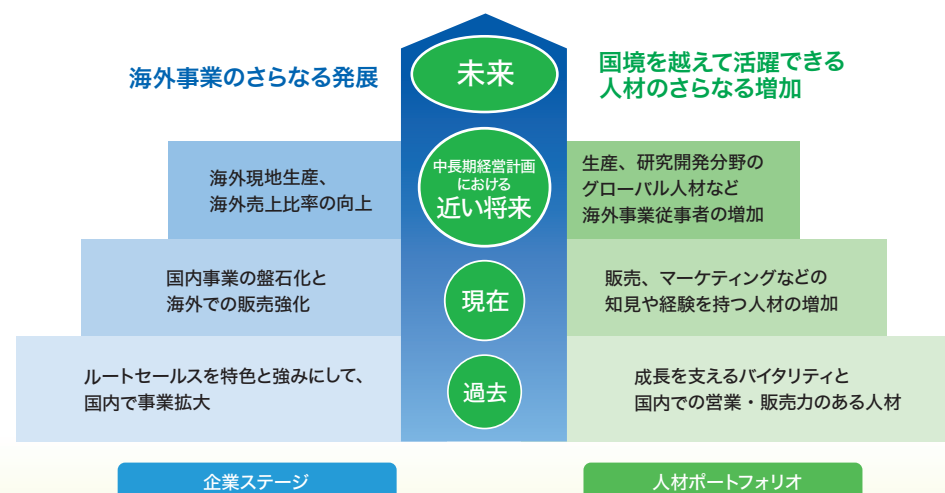 海外事業のさらなる発展
未来
国境を越えて活躍できる
人材のさらなる増加
海外現地生産、
海外売上比率の向上
中長期経営計画
における
近い将来
生産、研究開発分野の
グローバル人材など
海外事業従事者の増加
国内事業の盤石化と
海外での販売強化
現在
販売、マーケティングなどの
知見や経験を持つ人材の増加
ルートセールスを特色と強みにして、
国内で事業拡大
過去
成長を支えるバイタリティと
国内での営業・販売力のある人材
企業ステージ
人材ポートフォリオ